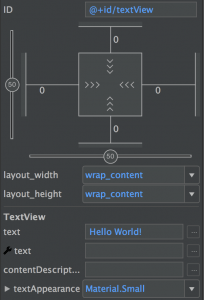 ID @+id/textView
0
50
0 0
0
50
layout_width wrap_content
layout_height wrap_content
TextView
text Hello World! ...
text ...
contentDescript... ...
textAppearance Material.Small